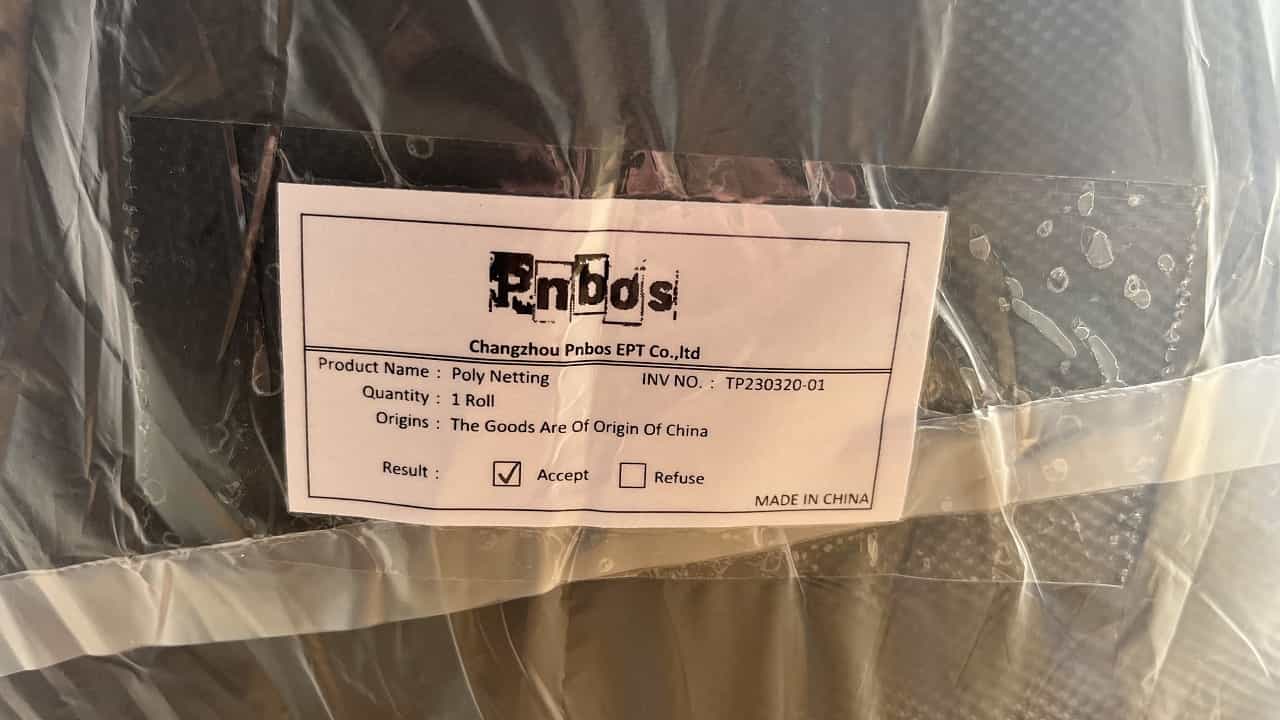 Pnbos
Changzhou Pnbos EPT Co.,ltd
Product Name : Poly Netting INV NO. : TP230320-01
Quantity : 1 Roll
Origins : The Goods Are Of Origin Of China
Result : ☑ Accept ☐ Refuse
MADE IN CHINA